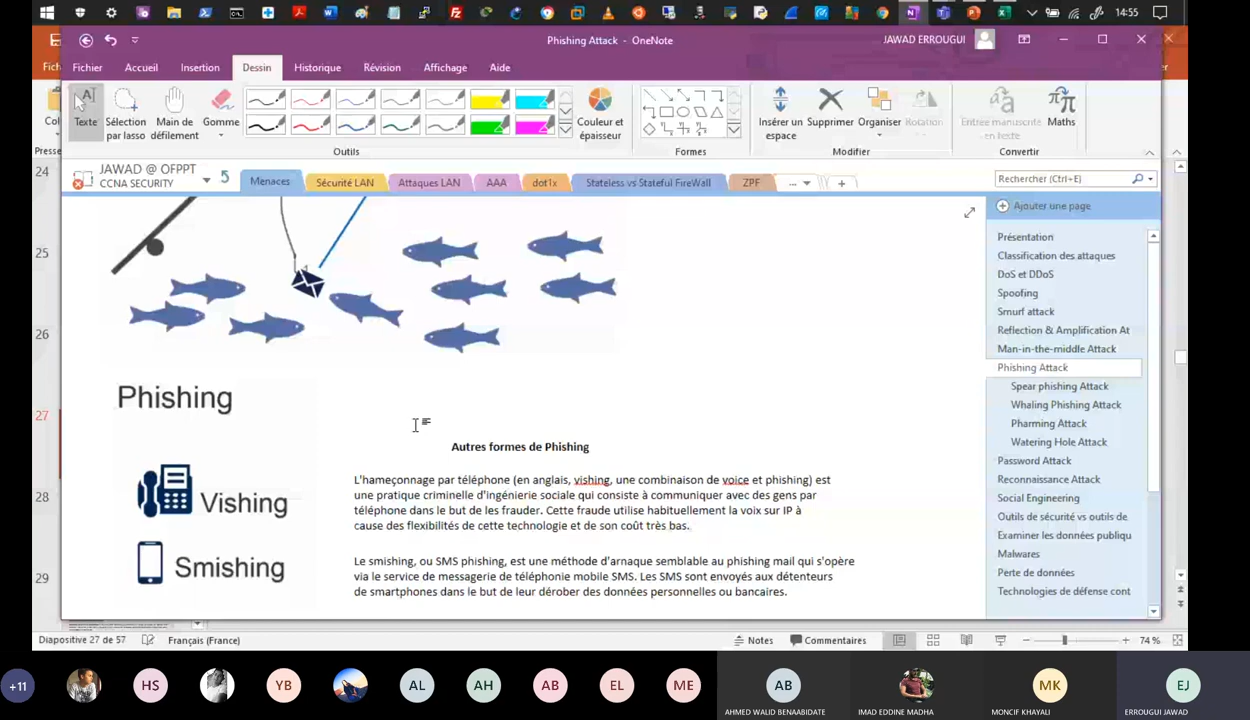 14:55
Phishing Attack - OneNote
JAWAD ERROUGUI
Fichier Accueil Insertion Dessin Historique Révision Affichage Aide
Texte
Sélection par lasso
Main de défilement
Gomme
Couleur et épaisseur
Insérer un espace
Supprimer
Organiser
Rotation
Entrée manuscrite en texte
Maths
Outils
Formes
Modifier
Convertir
JAWAD @ OFPPT
CCNA SECURITY
Menaces Sécurité LAN Attaques LAN AAA dot1x Stateless vs Stateful FireWall ZPF ...
Rechercher (Ctrl+E)
Ajouter une page
Présentation
Classification des attaques
DoS et DDoS
Spoofing
Smurf attack
Reflection & Amplification At
Man-in-the-middle Attack
Phishing Attack
Spear phishing Attack
Whaling Phishing Attack
Pharming Attack
Watering Hole Attack
Password Attack
Reconnaissance Attack
Social Engineering
Outils de sécurité vs outils de
Examiner les données publiqu
Malwares
Perte de données
Technologies de défense cont
24
25
26
27
28
29
Phishing
Vishing
Smishing
Autres formes de Phishing
L'hameçonnage par téléphone (en anglais, vishing, une combinaison de voice et phishing) est
une pratique criminelle d'ingénierie sociale qui consiste à communiquer avec des gens par
téléphone dans le but de les frauder. Cette fraude utilise habituellement la voix sur IP à
cause des flexibilités de cette technologie et de son coût très bas.
Le smishing, ou SMS phishing, est une méthode d'arnaque semblable au phishing mail qui s'opère
via le service de messagerie de téléphonie mobile SMS. Les SMS sont envoyés aux détenteurs
de smartphones dans le but de leur dérober des données personnelles ou bancaires.
Diapositive 27 de 57 Français (France) Notes Commentaires 74 %
+11 HS YB AL AH AB EL ME AB MK EJ
AHMED WALID BENAABIDATE IMAD EDDINE MADHA MONCIF KHAYALI ERROUGUI JAWAD